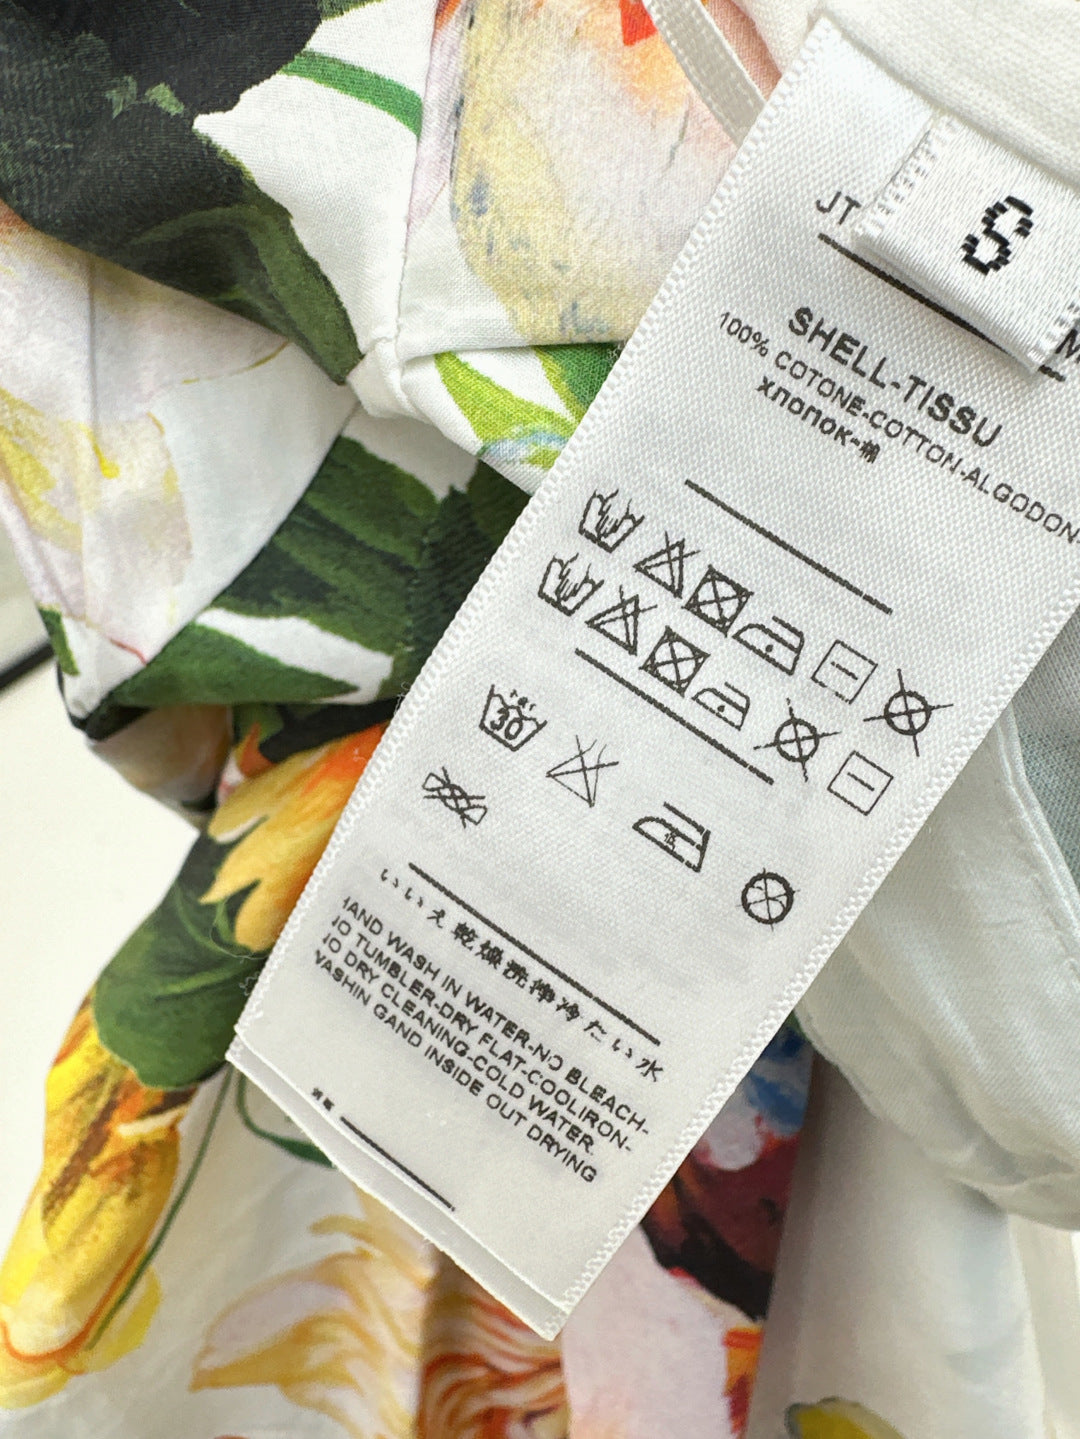 S
JT
M
SHELL-TISSU
100% COTONE-COTTON-ALGODON-
хлопок-棉
30
低
いいえ乾燥洗浄冷たい水
HAND WASH IN WATER-NO BLEACH-
NO TUMBLER-DRY FLAT-COOLIRON-
NO DRY CLEANING-COLD WATER.
WASHIN GAND INSIDE OUT DRYING